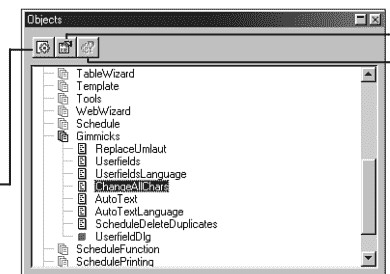 Objects
TableWizard
Template
Tools
WebWizard
Schedule
Gimmicks
ReplaceUmlaut
Userfields
UserfieldsLanguage
ChangeAllChars
AutoText
AutoTextLanguage
ScheduleDeleteDuplicates
UserfieldDlg
ScheduleFunction
SchedulePrinting